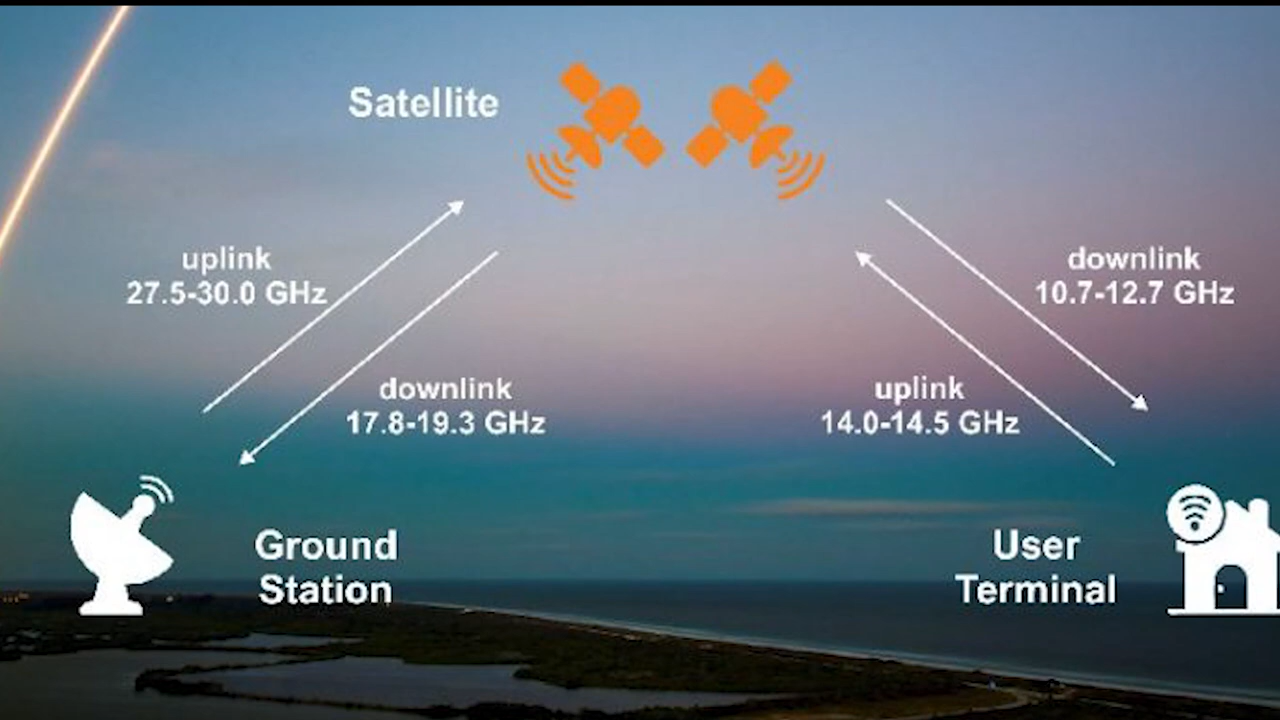 Satellite
uplink
27.5-30.0 GHz
downlink
10.7-12.7 GHz
downlink
17.8-19.3 GHz
uplink
14.0-14.5 GHz
Ground
Station
User
Terminal